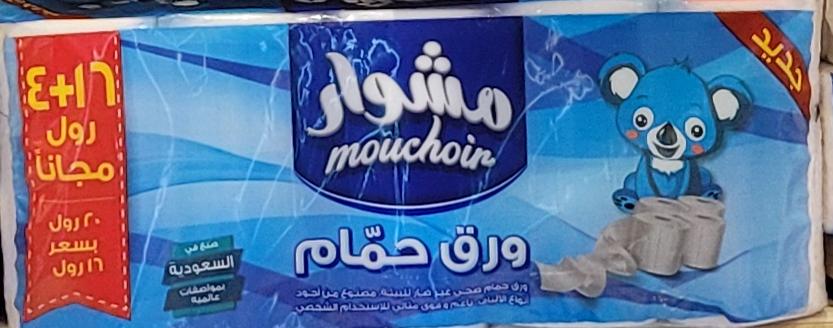 جديد
مشوار
mouchoir
١٦+٤
رول
مجاناً
٢٠ رول
بسعر
١٦ رول
صنع في
السعودية
بمواصفات
عالمية
ورق حمّام
ورق حمام صحي غير ضار للبيئة. مصنوع من أجود
أنواع الألياف. ناعم و قوي مثالي للاستخدام الشخصي